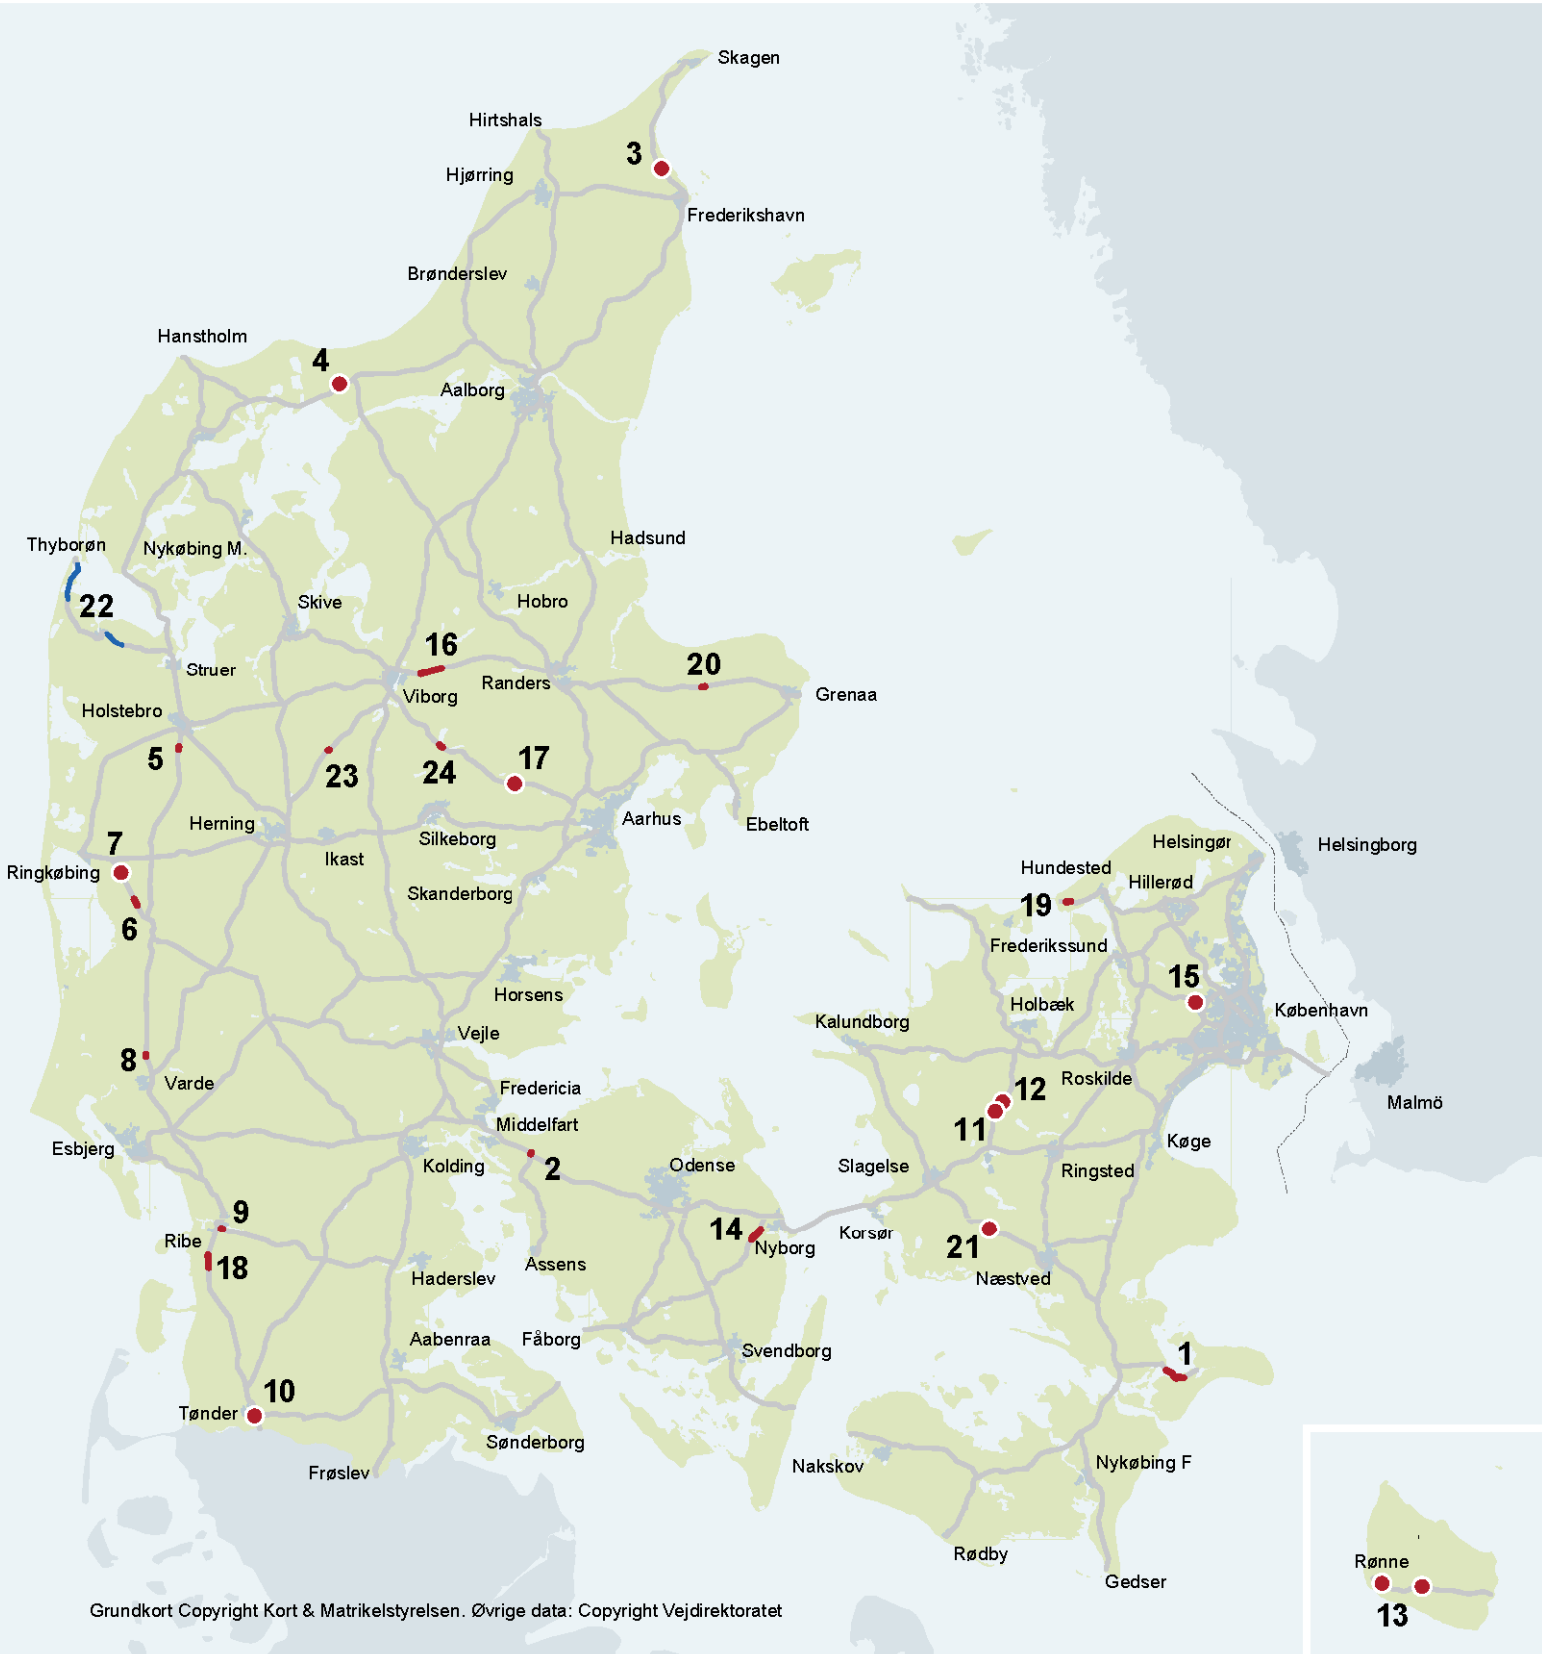 Skagen
Hirtshals
3
Hjørring
Frederikshavn
Brønderslev
Hanstholm
4
Aalborg
Thyborøn
Nykøbing M.
Hadsund
22
Skive
Hobro
16
20
Struer
Viborg
Randers
Grenaa
Holstebro
5
23
24
17
Herning
Aarhus
Ebeltoft
7
Ikast
Silkeborg
Helsingør
Helsingborg
Ringkøbing
Skanderborg
Hundested
Hillerød
6
19
Frederikssund
15
Horsens
Holbæk
København
Kalundborg
Vejle
8
Varde
Fredericia
Roskilde
12
Malmö
Middelfart
11
Esbjerg
Kolding
2
Odense
Slagelse
Køge
Ringsted
9
14
Ribe
Nyborg
Korsør
21
18
Haderslev
Assens
Næstved
Aabenraa
Fåborg
Svendborg
1
10
Tønder
Sønderborg
Frøslev
Nakskov
Nykøbing F
Rødby
Gedser
Rønne
13
Grundkort Copyright Kort & Matrikelstyrelsen. Øvrige data: Copyright Vejdirektoratet